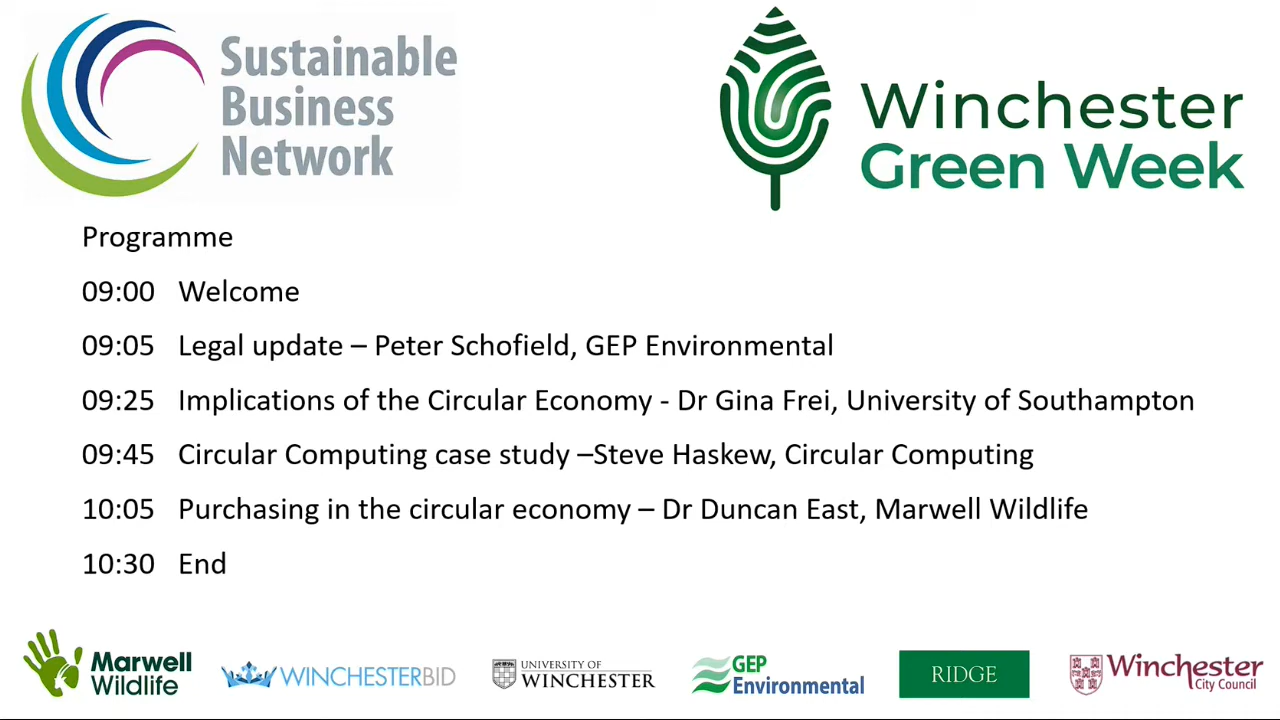 Sustainable
Business
Network
Winchester
Green Week
Programme
09:00 Welcome
09:05 Legal update – Peter Schofield, GEP Environmental
09:25 Implications of the Circular Economy - Dr Gina Frei, University of Southampton
09:45 Circular Computing case study –Steve Haskew, Circular Computing
10:05 Purchasing in the circular economy – Dr Duncan East, Marwell Wildlife
10:30 End
Marwell
Wildlife
WINCHESTERBID
UNIVERSITY OF
WINCHESTER
GEP
Environmental
RIDGE
Winchester
City Council